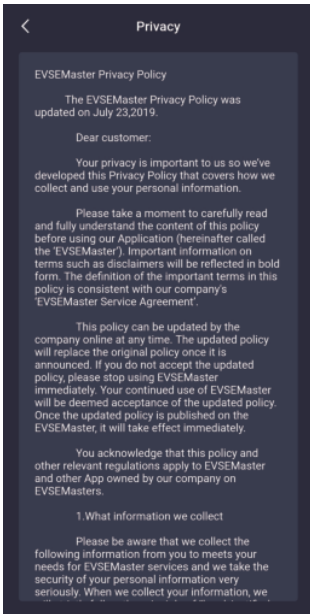 Privacy
EVSEMaster Privacy Policy
The EVSEMaster Privacy Policy was
updated on July 23,2019.
Dear customer:
Your privacy is important to us so we've
developed this Privacy Policy that covers how we
collect and use your personal information.
Please take a moment to carefully read
and fully understand the content of this policy
before using our Application (hereinafter called
the 'EVSEMaster'). Important information on
terms such as disclaimers will be reflected in bold
form. The definition of the important terms in this
policy is consistent with our company's
'EVSEMaster Service Agreement'.
This policy can be updated by the
company online at any time. The updated policy
will replace the original policy once it is
announced. If you do not accept the updated
policy, please stop using EVSEMaster
immediately. Your continued use of EVSEMaster
will be deemed acceptance of the updated policy.
Once the updated policy is published on the
EVSEMaster, it will take effect immediately.
You acknowledge that this policy and
other relevant regulations apply to EVSEMaster
and other App owned by our company on
EVSEMasters.
1.What information we collect
Please be aware that we collect the
following information from you to meets your
needs for EVSEMaster services and we take the
security of your personal information very
seriously. When we collect your information, we